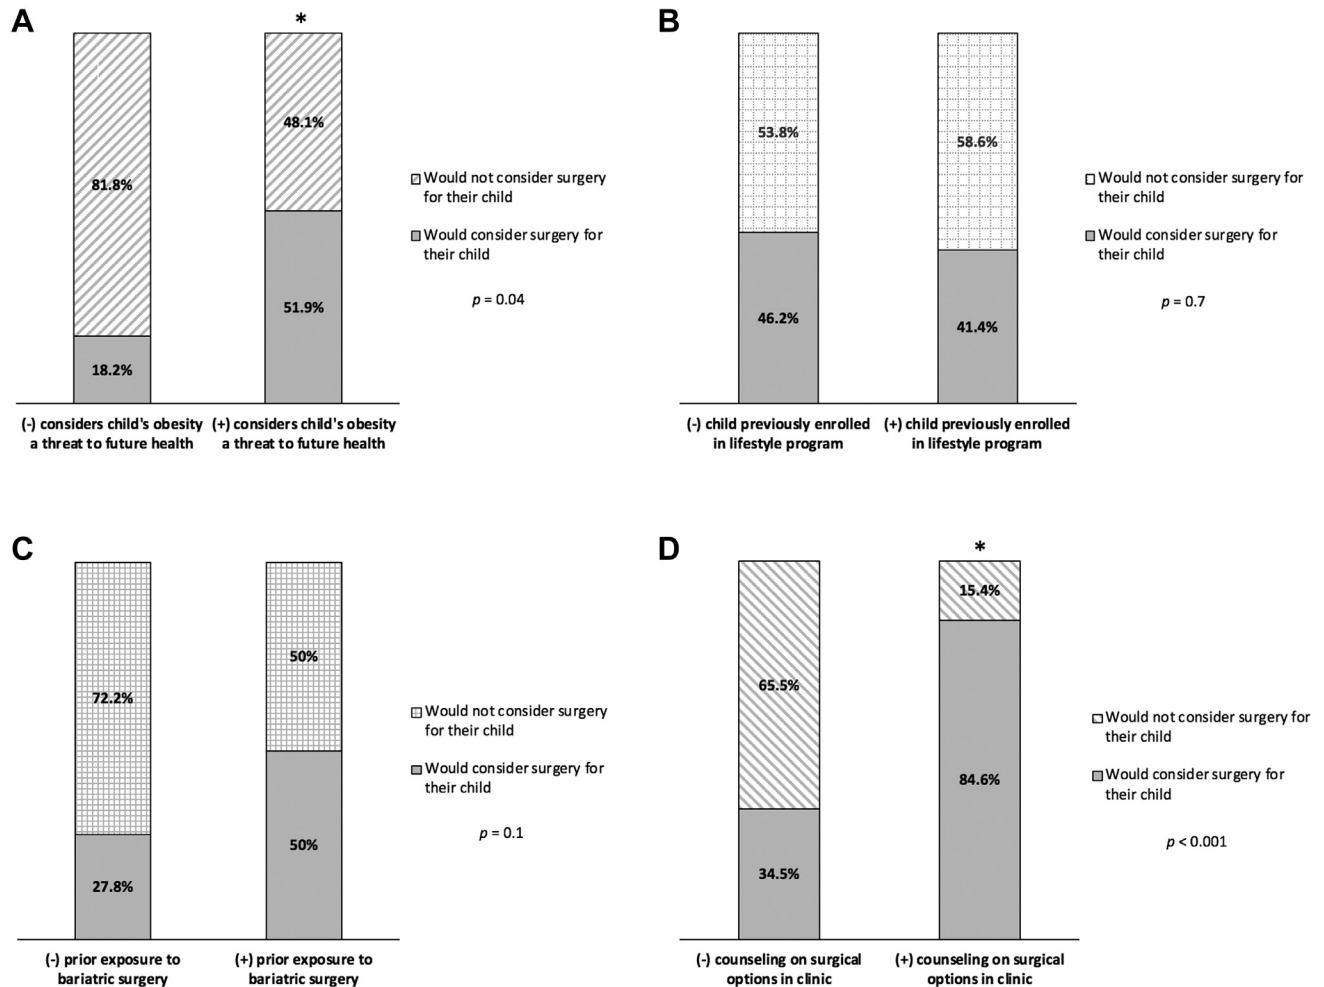 A
*
81.8%
48.1%
18.2%
51.9%
(-) considers child's obesity
a threat to future health
(+) considers child's obesity
a threat to future health
Would not consider surgery
for their child
Would consider surgery for
their child
p = 0.04
B
53.8%
58.6%
46.2%
41.4%
(-) child previously enrolled
in lifestyle program
(+) child previously enrolled
in lifestyle program
Would not consider surgery for
their child
Would consider surgery for
their child
p = 0.7
C
72.2%
50%
27.8%
50%
(-) prior exposure to
bariatric surgery
(+) prior exposure to
bariatric surgery
Would not consider surgery
for their child
Would consider surgery for
their child
p = 0.1
D
*
65.5%
15.4%
34.5%
84.6%
(-) counseling on surgical
options in clinic
(+) counseling on surgical
options in clinic
Would not consider surgery for
their child
Would consider surgery for
their child
p < 0.001